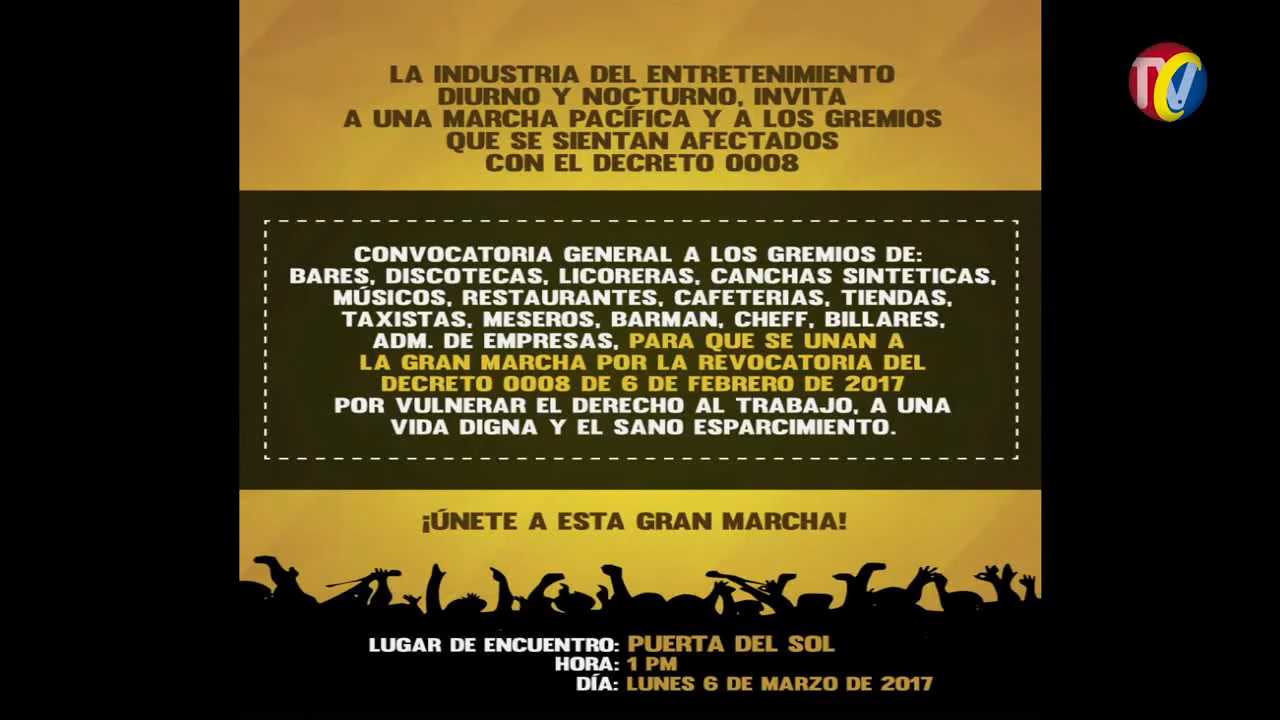 LA INDUSTRIA DEL ENTRETENIMIENTO
DIURNO Y NOCTURNO, INVITA
A UNA MARCHA PACÍFICA Y A LOS GREMIOS
QUE SE SIENTAN AFECTADOS
CON EL DECRETO 0008
TVC
CONVOCATORIA GENERAL A LOS GREMIOS DE:
BARES, DISCOTECAS, LICORERAS, CANCHAS SINTETICAS,
MÚSICOS, RESTAURANTES, CAFETERIAS, TIENDAS,
TAXISTAS, MESEROS, BARMAN, CHEFF, BILLARES,
ADM. DE EMPRESAS, PARA QUE SE UNAN A
LA GRAN MARCHA POR LA REVOCATORIA DEL
DECRETO 0008 DE 6 DE FEBRERO DE 2017
POR VULNERAR EL DERECHO AL TRABAJO, A UNA
VIDA DIGNA Y EL SANO ESPARCIMIENTO.
¡ÚNETE A ESTA GRAN MARCHA!
LUGAR DE ENCUENTRO: PUERTA DEL SOL
HORA: 1 PM
DÍA: LUNES 6 DE MARZO DE 2017